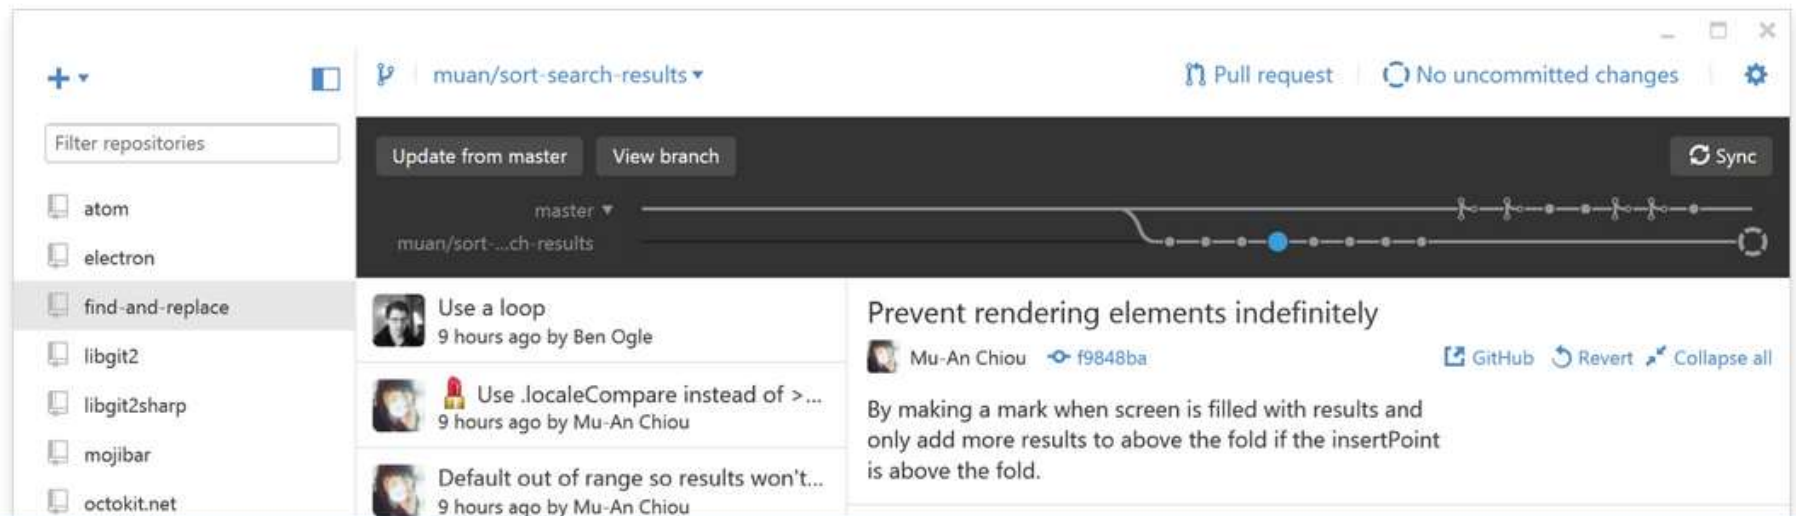 muan/sort-search-results
Pull request
No uncommitted changes
Filter repositories
atom
electron
find-and-replace
libgit2
libgit2sharp
mojibar
octokit.net
Update from master
View branch
Sync
master
muan/sort-...ch-results
Use a loop
9 hours ago by Ben Ogle
Use .localeCompare instead of >...
9 hours ago by Mu-An Chiou
Default out of range so results won't...
9 hours ago by Mu-An Chiou
Prevent rendering elements indefinitely
Mu-An Chiou f9848ba
GitHub Revert Collapse all
By making a mark when screen is filled with results and
only add more results to above the fold if the insertPoint
is above the fold.